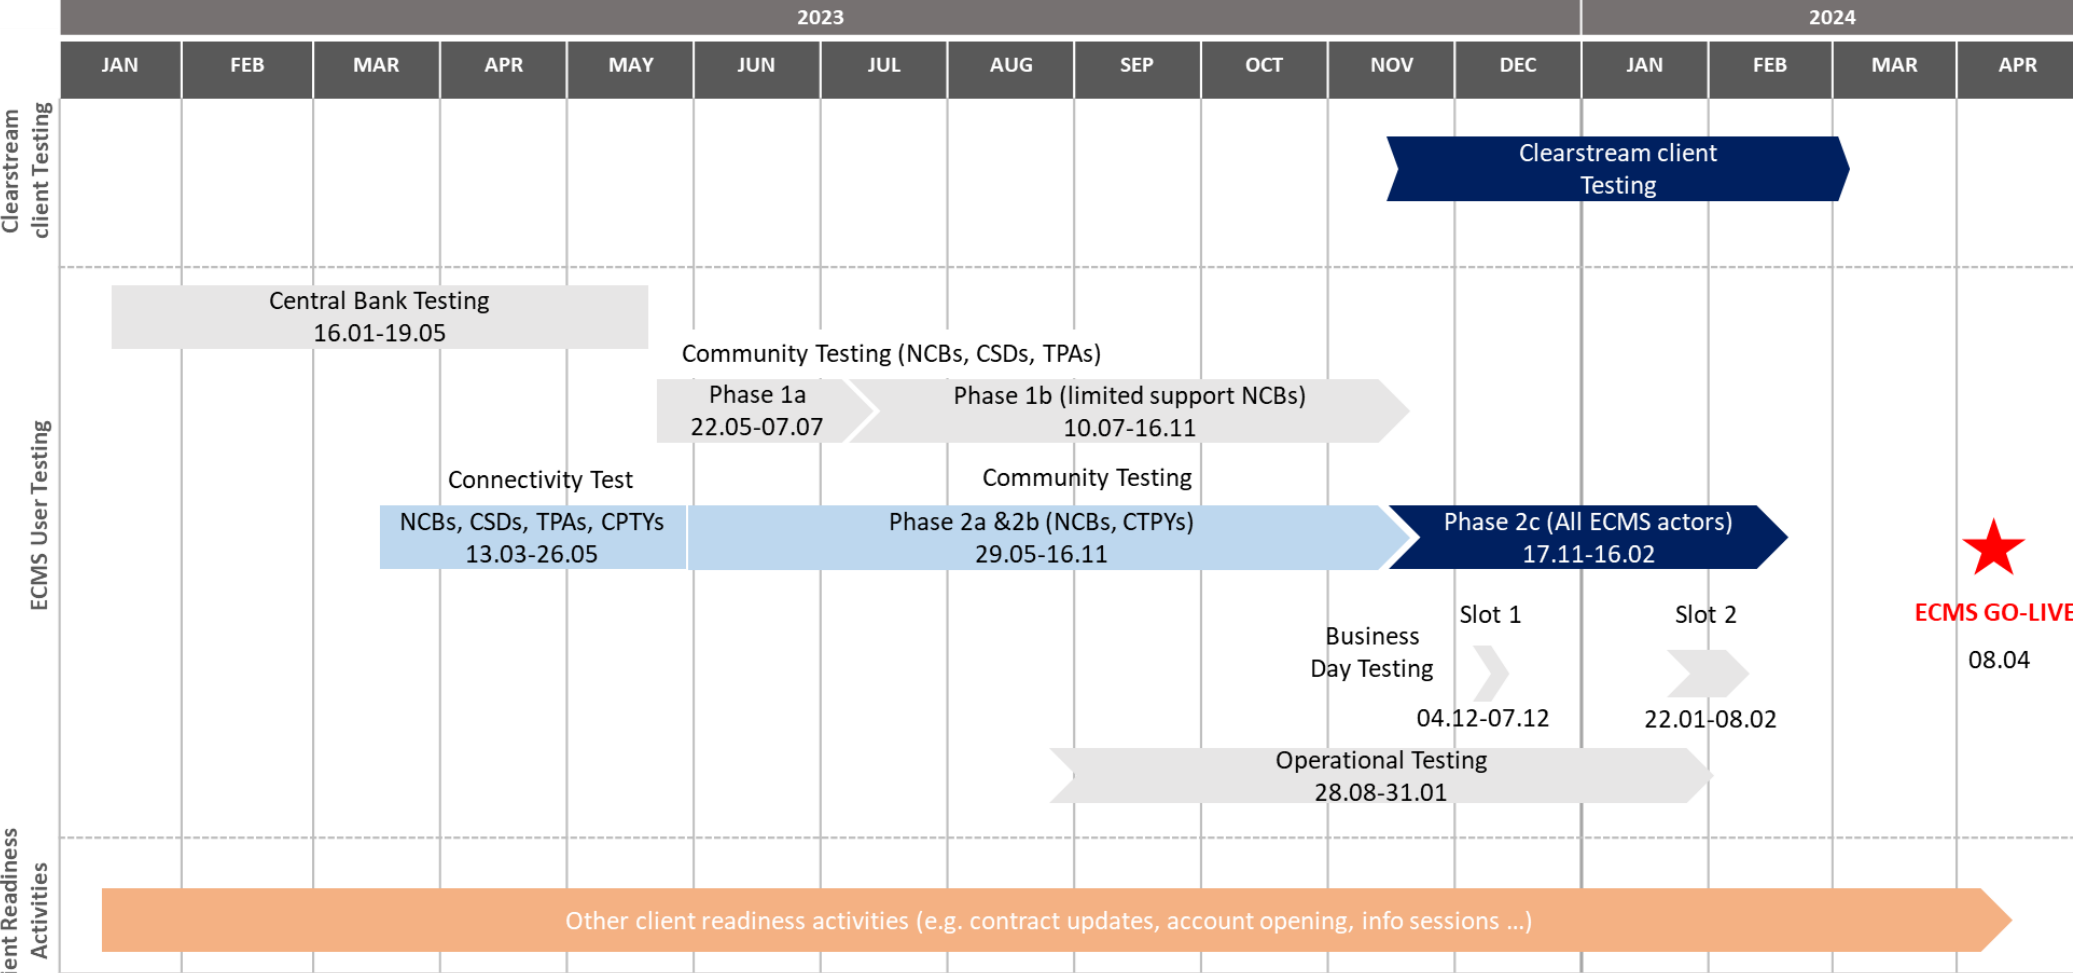 2023 2024
JAN FEB MAR APR MAY JUN JUL AUG SEP OCT NOV DEC JAN FEB MAR APR
Clearstream
client Testing
Clearstream client
Testing
ECMS User Testing
Central Bank Testing
16.01-19.05
Community Testing (NCBs, CSDs, TPAs)
Phase 1a
22.05-07.07
Phase 1b (limited support NCBs)
10.07-16.11
Connectivity Test
NCBs, CSDs, TPAs, CPTYs
13.03-26.05
Community Testing
Phase 2a &2b (NCBs, CTPYs)
29.05-16.11
Phase 2c (All ECMS actors)
17.11-16.02
ECMS GO-LIVE
08.04
Business
Day Testing
Slot 1
04.12-07.12
Slot 2
22.01-08.02
Operational Testing
28.08-31.01
Readiness
Activities
Other client readiness activities (e.g. contract updates, account opening, info sessions ...)